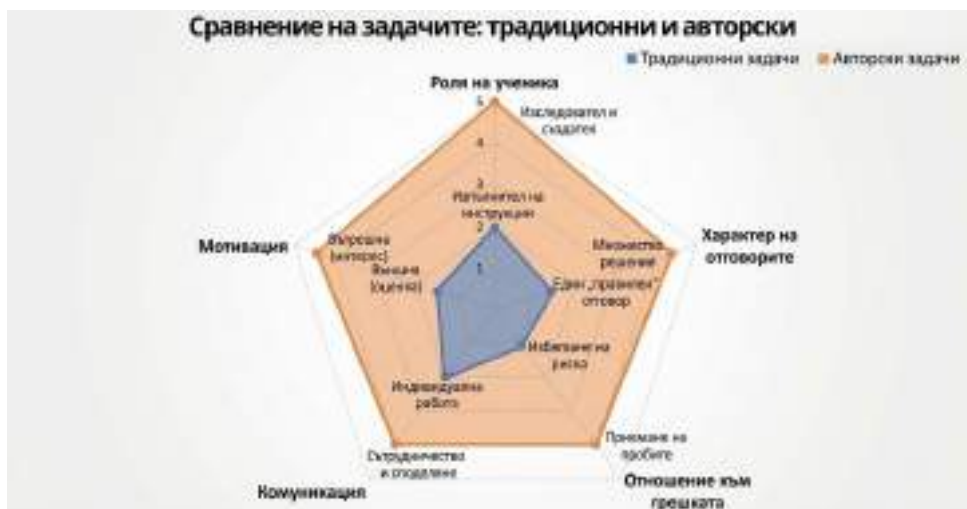 Сравнение на задачите: традиционни и авторски
Традиционни задачи
Авторски задачи
Роля на ученика
5
Изследовател и
създател
4
3
Изпълнител на
инструкции
2
1
Мотивация
Вътрешна
(интерес)
Външна
(оценка)
Характер на
отговорите
Множество
решения
Един „правилен“
отговор
Избягване на
риска
Индивидуална
работа
Сътрудничество
и споделяне
Комуникация
Приемане на
пробите
Отношение към
грешката